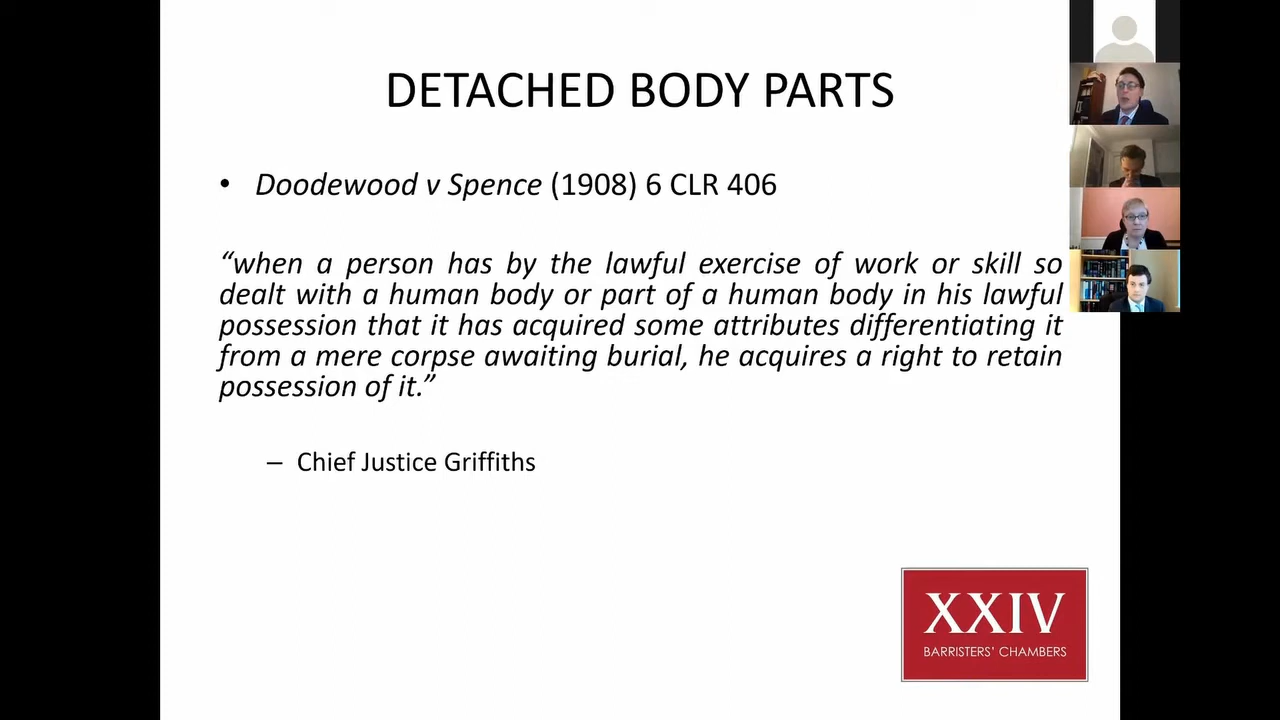 DETACHED BODY PARTS
• Doodewood v Spence (1908) 6 CLR 406
“when a person has by the lawful exercise of work or skill so
dealt with a human body or part of a human body in his lawful
possession that it has acquired some attributes differentiating it
from a mere corpse awaiting burial, he acquires a right to retain
possession of it.”
– Chief Justice Griffiths
XXIV
BARRISTERS’ CHAMBERS